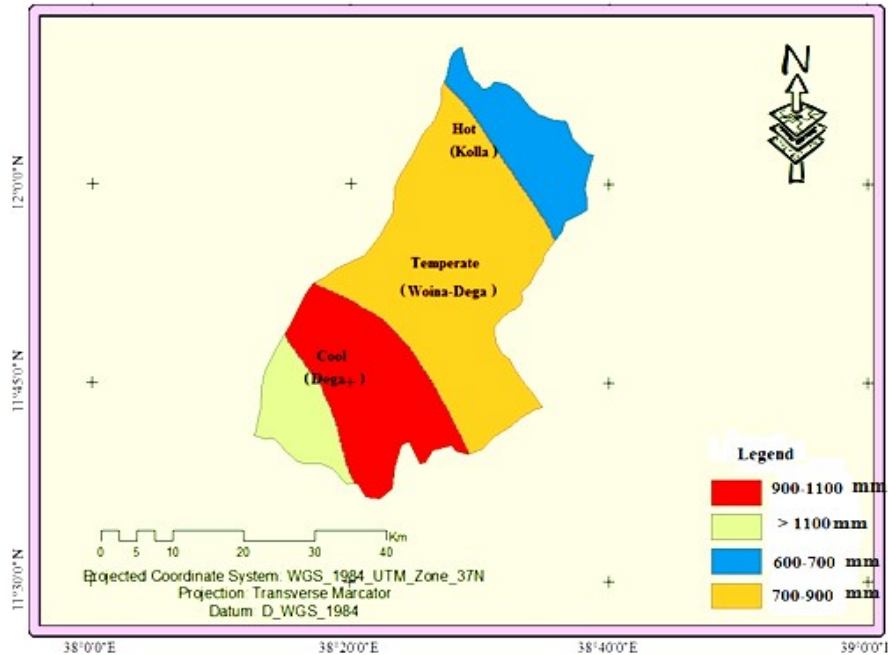 N
Hot
(Kolla )
12°0'0"N
Temperate
(Woina-Dega )
Cool
(Dega )
11°45'0"N
Legend
900-1100 mm
> 1100 mm
600-700 mm
700-900 mm
Km
0 5 10 20 30 40
Projected Coordinate System: WGS_1984_UTM_Zone_37N
Projection: Transverse Marcator
Datum: D_WGS_1984
11°30'0"N
38°0'0"E 38°20'0"E 38°40'0"E 39°0'0"